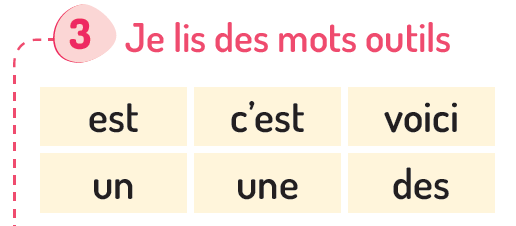 3 Je lis des mots outils
est c'est voici
un une des